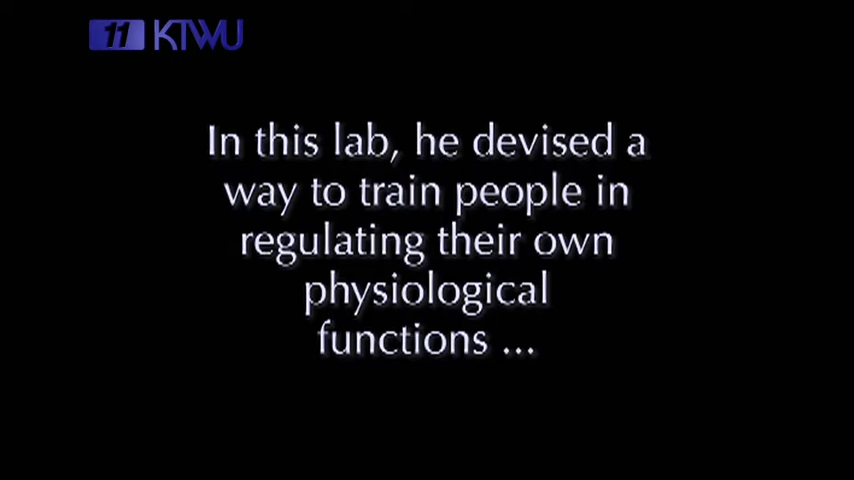 11 KTWU
In this lab, he devised a
way to train people in
regulating their own
physiological
functions ...